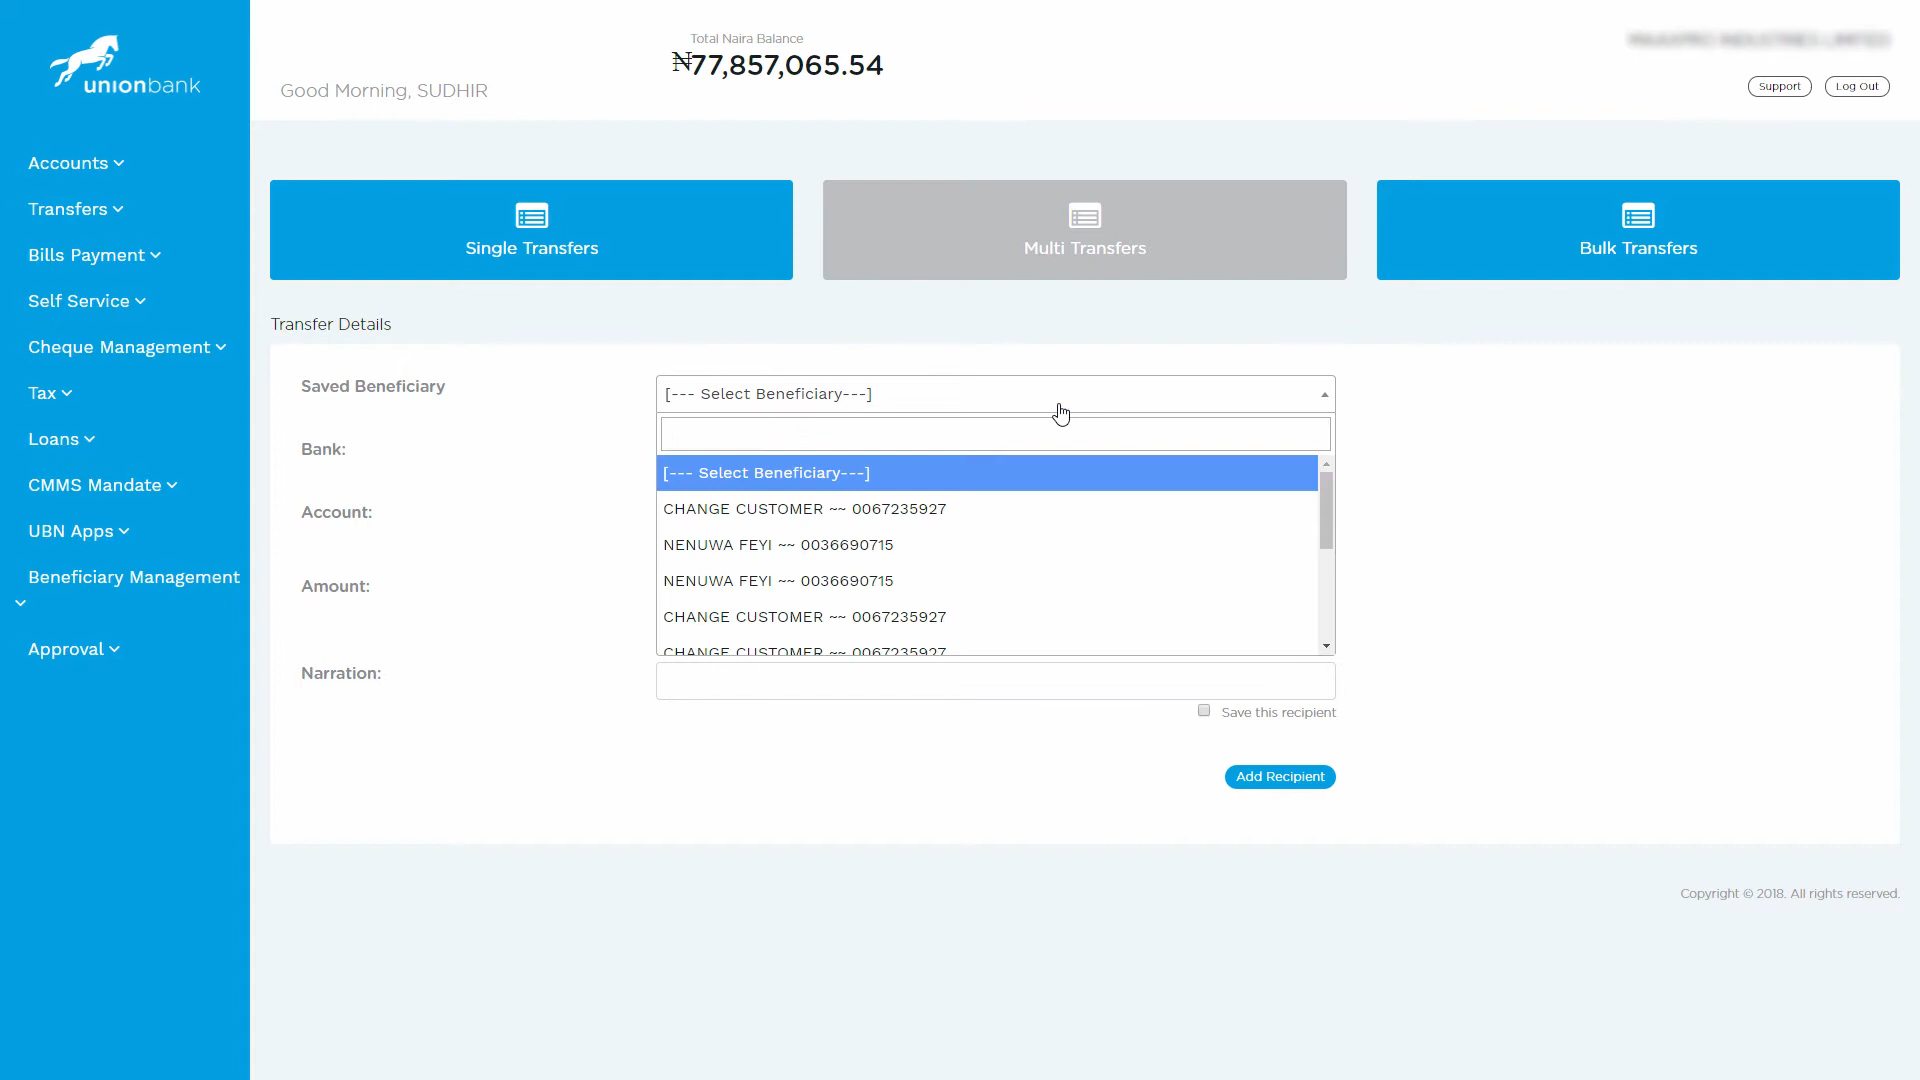 unionbank
Total Naira Balance
₦77,857,065.54
Good Morning, SUDHIR
Support
Log Out
Accounts
Transfers
Bills Payment
Self Service
Cheque Management
Tax
Loans
CMMS Mandate
UBN Apps
Beneficiary Management
Approval
Single Transfers
Multi Transfers
Bulk Transfers
Transfer Details
Saved Beneficiary
[--- Select Beneficiary---]
[--- Select Beneficiary---]
CHANGE CUSTOMER ~~ 0067235927
NENUWA FEYI ~~ 0036690715
NENUWA FEYI ~~ 0036690715
CHANGE CUSTOMER ~~ 0067235927
CHANGE CUSTOMER ~~ 0067235927
Bank:
Account:
Amount:
Narration:
Save this recipient
Add Recipient
Copyright © 2018. All rights reserved.